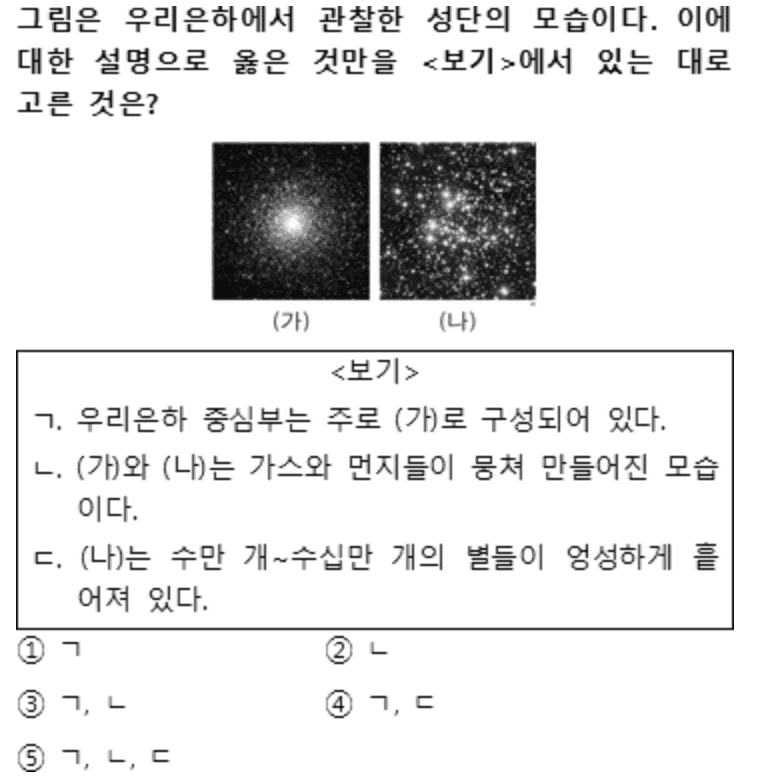 그림은 우리은하에서 관찰한 성단의 모습이다. 이에
대한 설명으로 옳은 것만을 <보기>에서 있는 대로
고른 것은?
(가) (나)
<보기>
ㄱ. 우리은하 중심부는 주로 (가)로 구성되어 있다.
ㄴ. (가)와 (나)는 가스와 먼지들이 뭉쳐 만들어진 모습
이다.
ㄷ. (나)는 수만 개~수십만 개의 별들이 엉성하게 흩
어져 있다.
① ㄱ ② ㄴ
③ ㄱ, ㄴ ④ ㄱ, ㄷ
⑤ ㄱ, ㄴ, ㄷ